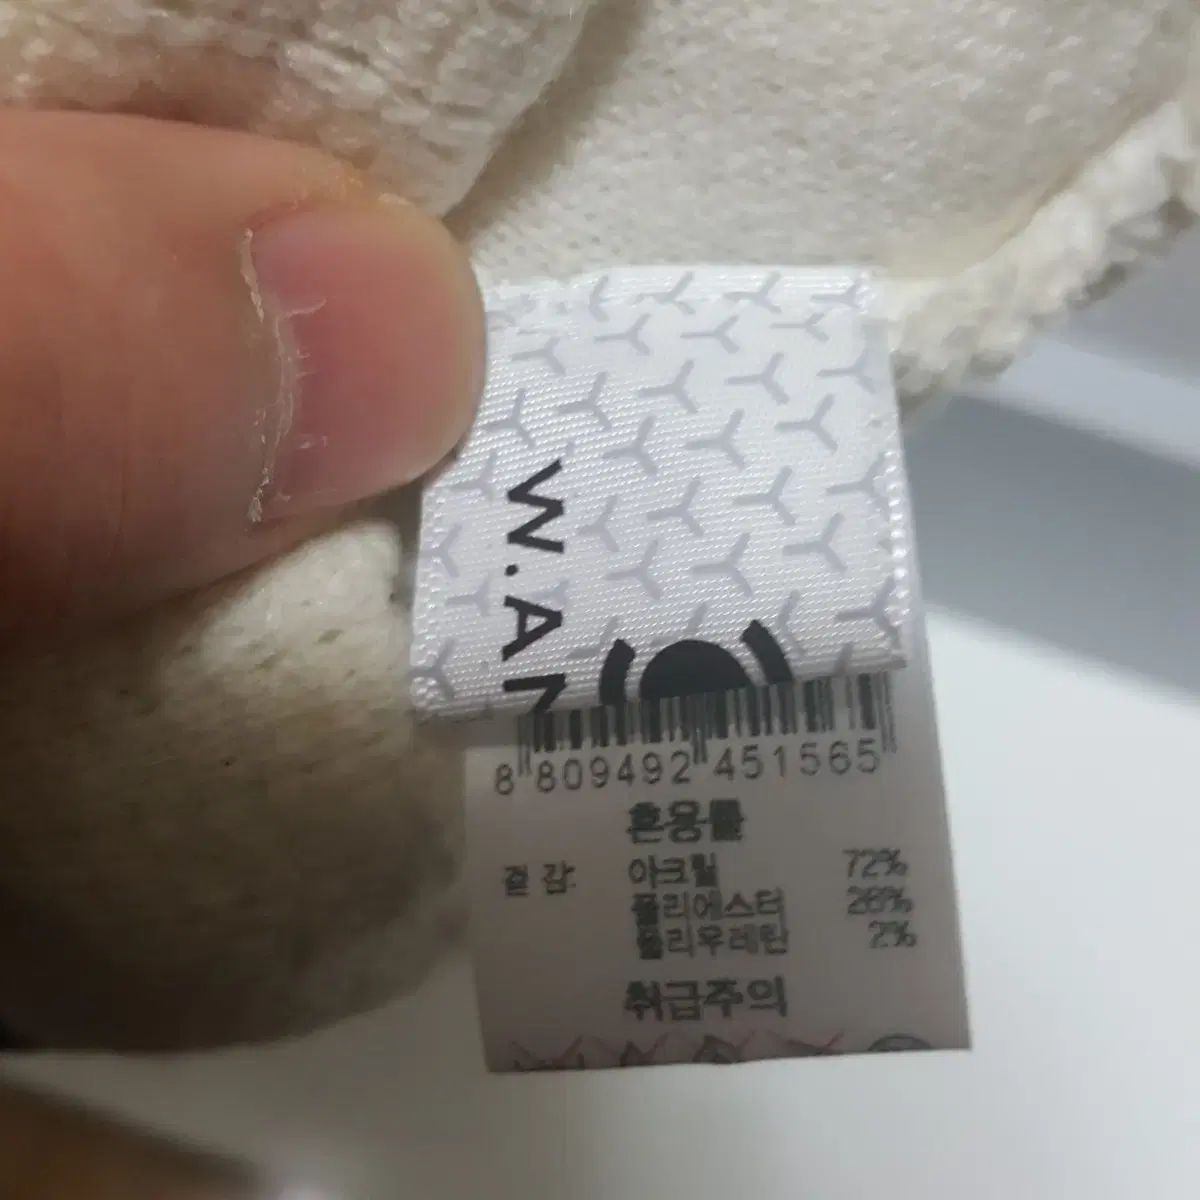 W.AN
8 809492 451565
혼용률
겉감 아크릴 72%
폴리에스터 26%
폴리우레탄 2%
취급주의